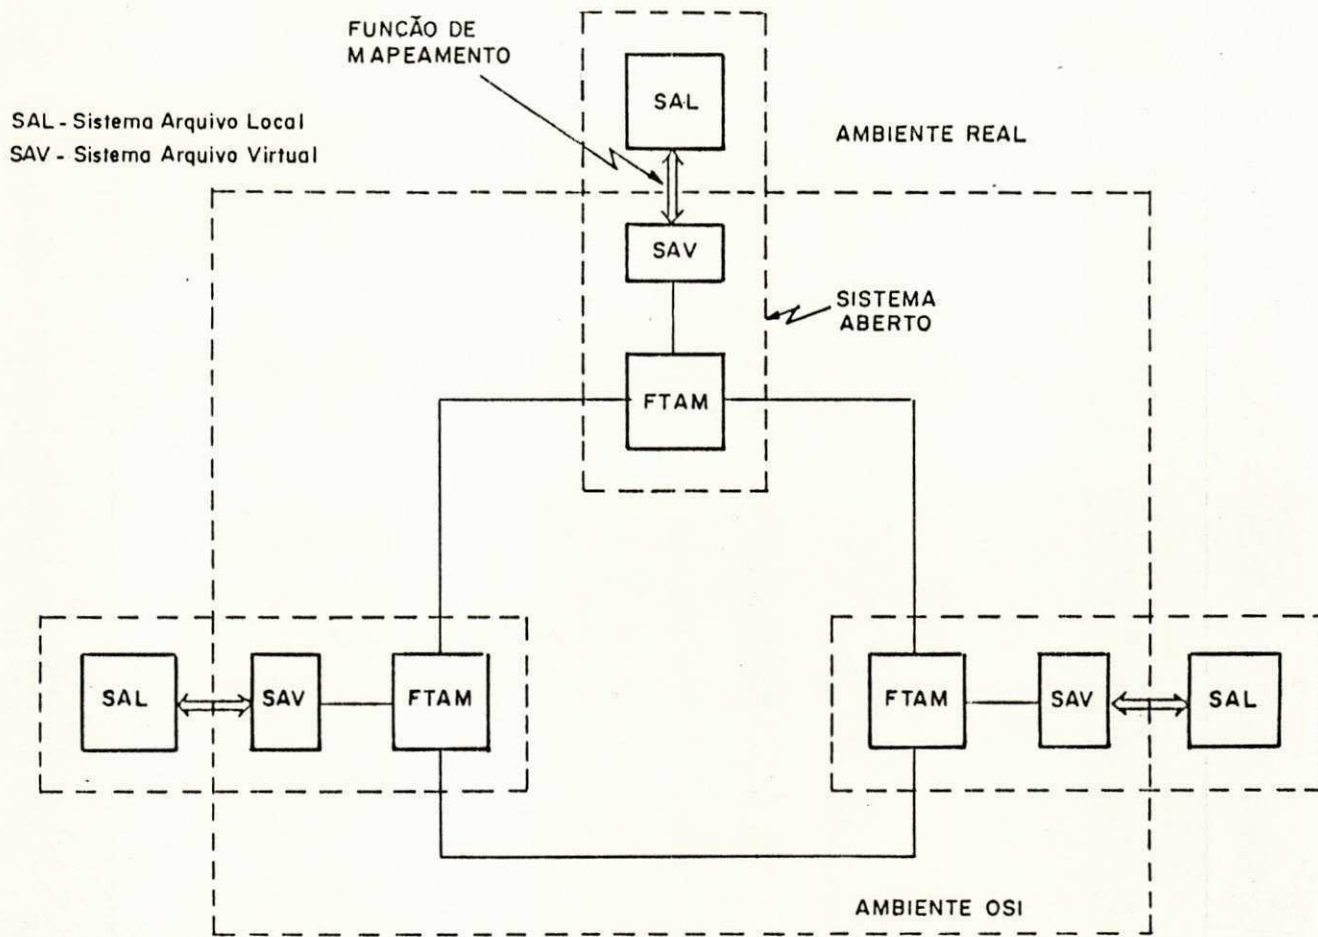 FUNCÃO DE
MAPEAMENTO
SAL
SAL - Sistema Arquivo Local
SAV - Sistema Arquivo Virtual
AMBIENTE REAL
SAV
SISTEMA
ABERTO
FTAM
SAL
SAV
FTAM
FTAM
SAV
SAL
AMBIENTE OSI